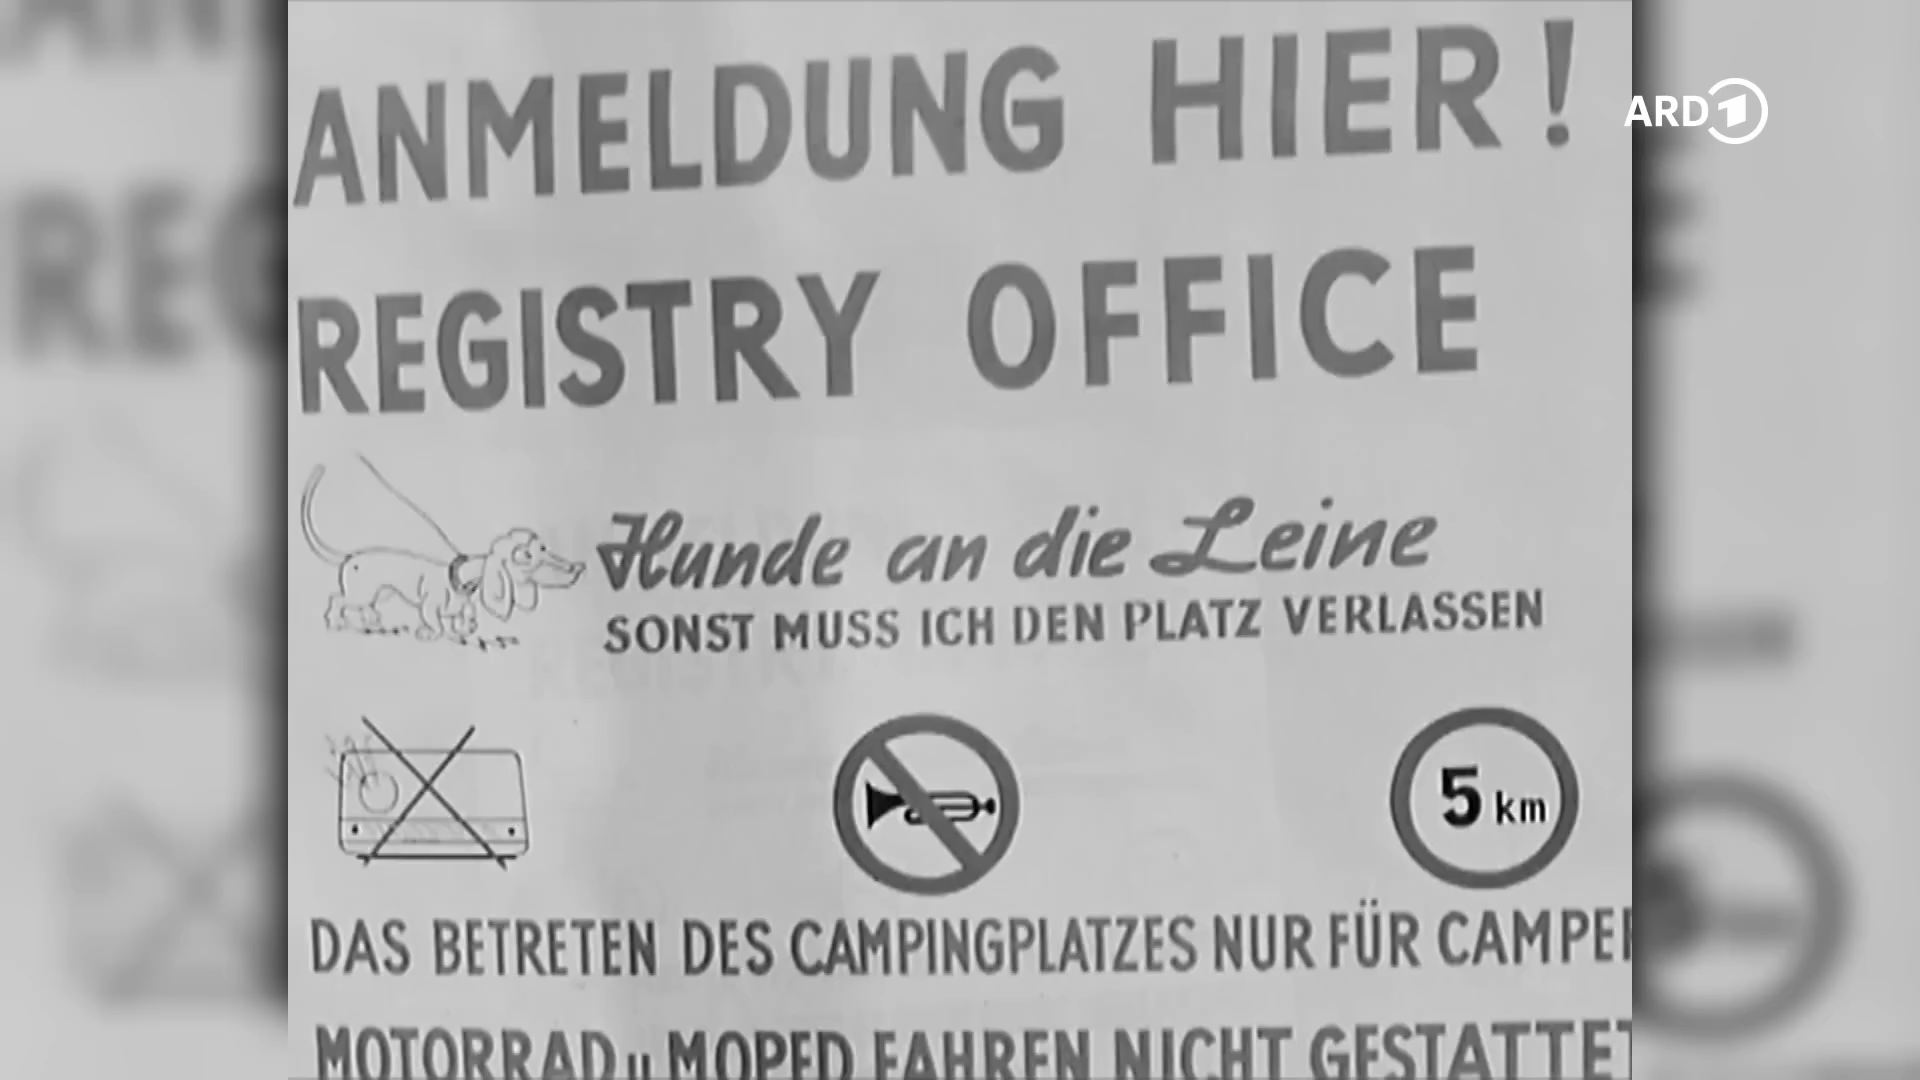 ANMELDUNG HIER!
ARD 1
REGISTRY OFFICE
Hunde an die Leine
SONST MUSS ICH DEN PLATZ VERLASSEN
5 km
DAS BETRETEN DES CAMPINGPLATZES NUR FÜR CAMPER
MOTORRAD u MOPED FAHREN NICHT GESTATTET